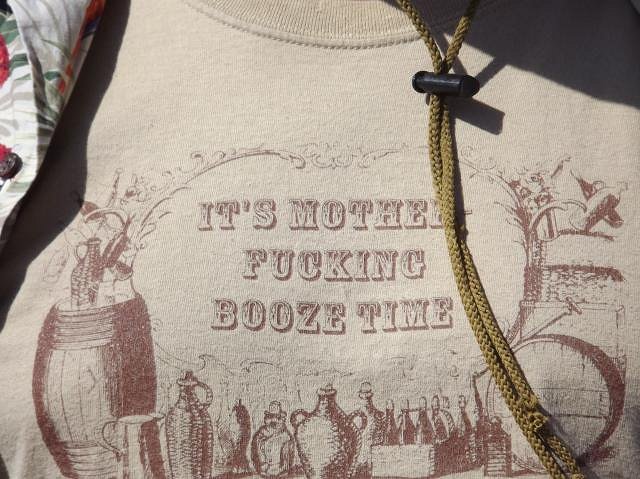 IT'S MOTHER-
FUCKING
BOOZE TIME